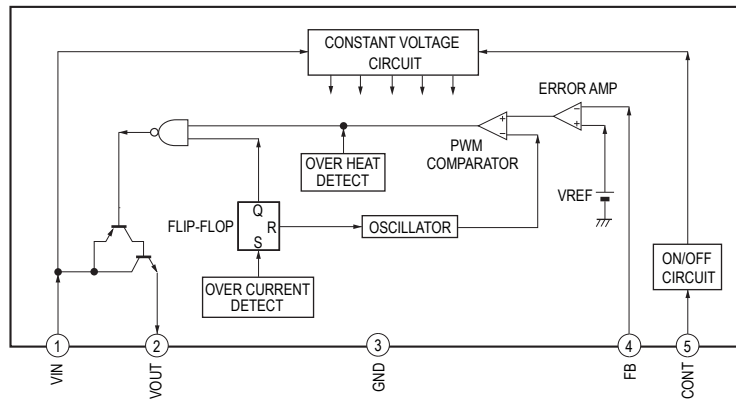 CONSTANT VOLTAGE
CIRCUIT
ERROR AMP
−
+
+
−
PWM
COMPARATOR
OVER HEAT
DETECT
VREF
Q
FLIP-FLOP
R
S
OSCILLATOR
ON/OFF
CIRCUIT
OVER CURRENT
DETECT
1
2
3
4
5
VIN
VOUT
GND
FB
CONT